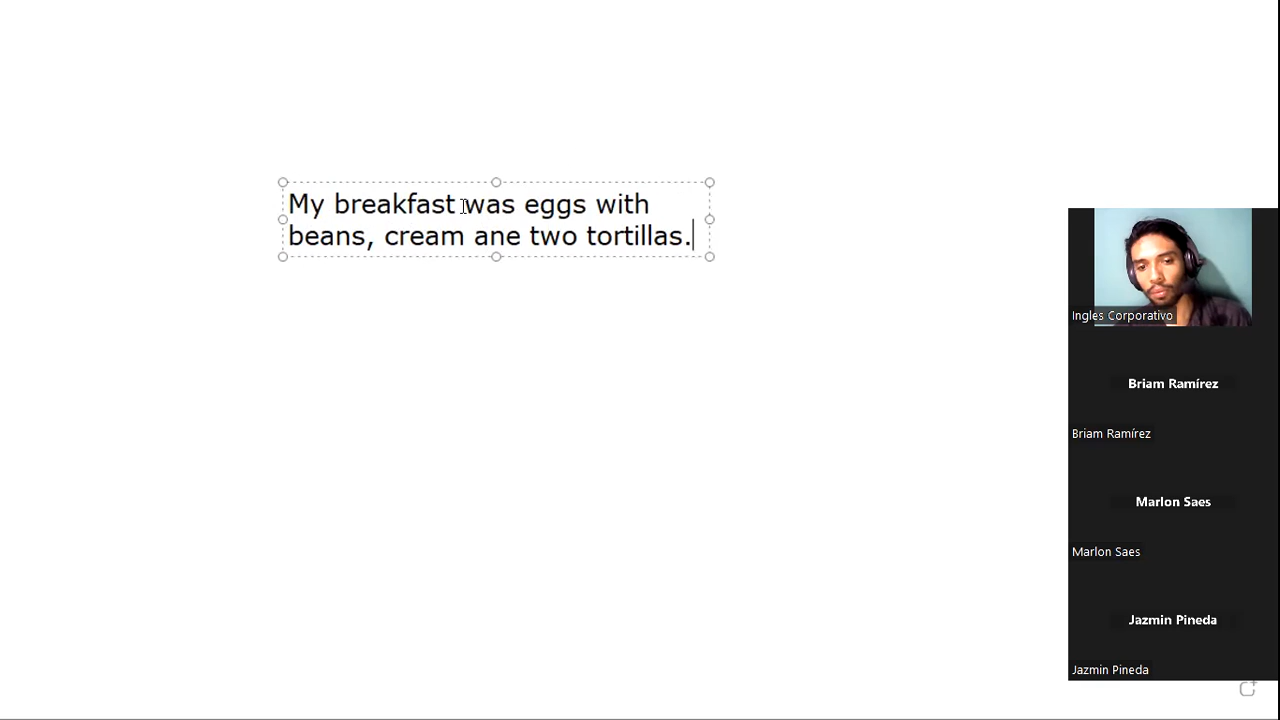 My breakfast was eggs with
beans, cream ane two tortillas.
Ingles Corporativo
Briam Ramírez
Briam Ramírez
Marlon Saes
Marlon Saes
Jazmin Pineda
Jazmin Pineda